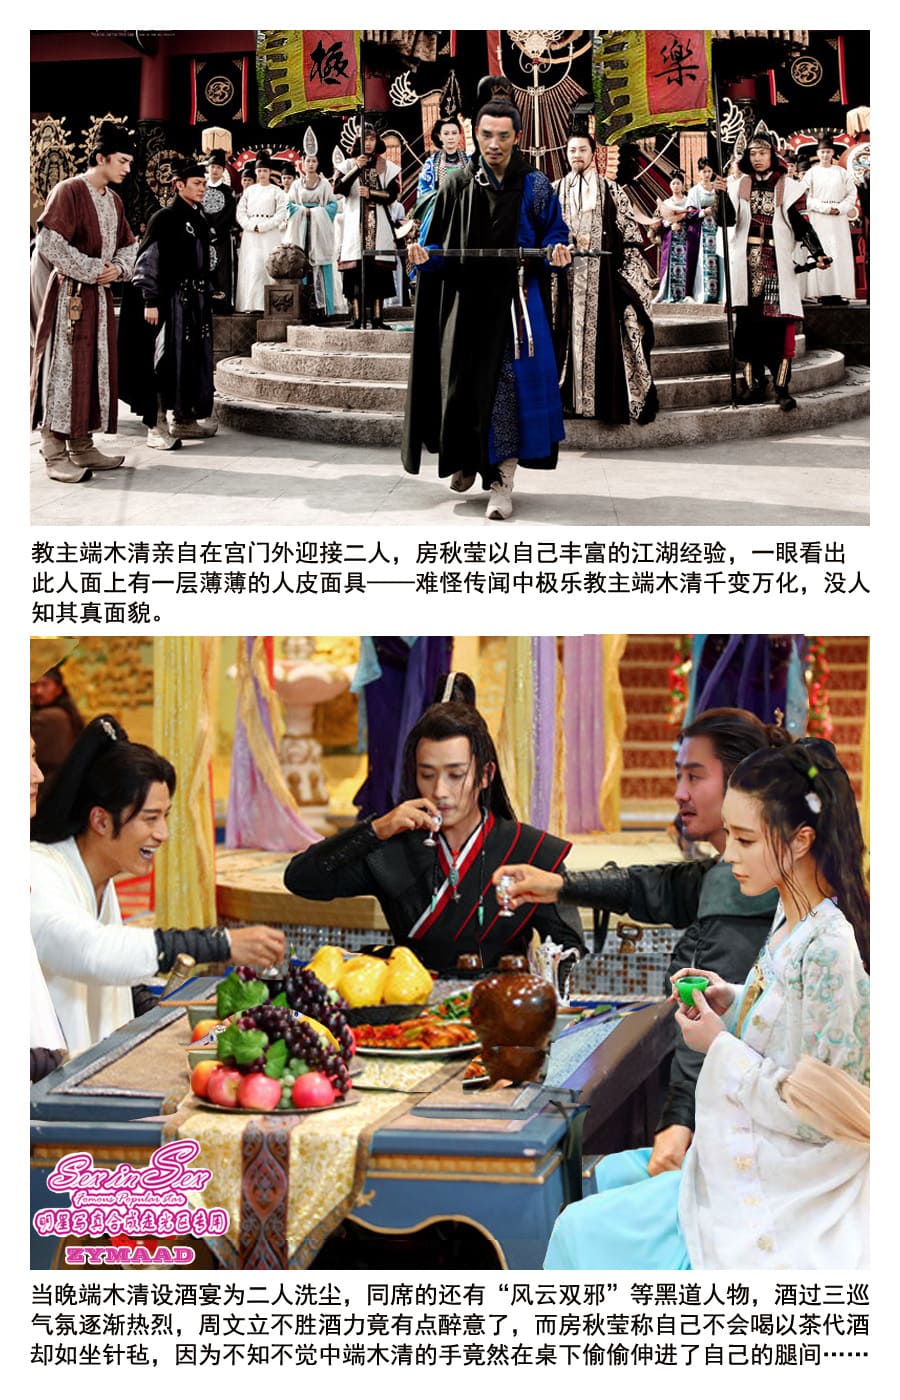 極
樂
教主端木清亲自在宫门外迎接二人，房秋莹以自己丰富的江湖经验，一眼看出
此人面上有一层薄薄的人皮面具——难怪传闻中极乐教主端木清千变万化，没人
知其真面貌。
Sex in Sex
Famous Popular star
明星写真合成走光区专用
ZYMAAD
当晚端木清设酒宴为二人洗尘，同席的还有“风云双邪”等黑道人物，酒过三巡
气氛逐渐热烈，周文立不胜酒力竟有点醉意了，而房秋莹称自己不会喝以茶代酒
却如坐针毡，因为不知不觉中端木清的手竟然在桌下偷偷伸进了自己的腿间……